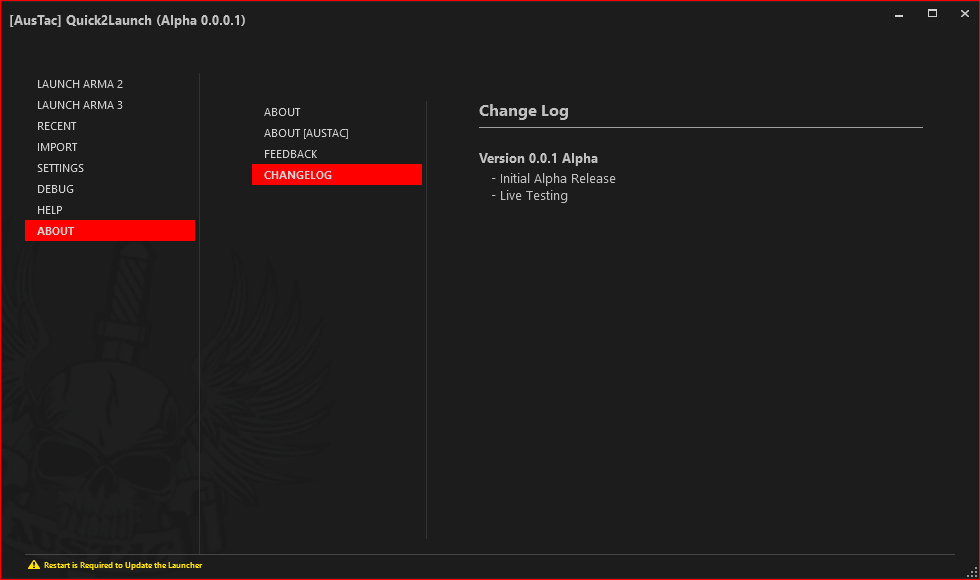 [AusTac] Quick2Launch (Alpha 0.0.0.1)
LAUNCH ARMA 2
LAUNCH ARMA 3
RECENT
IMPORT
SETTINGS
DEBUG
HELP
ABOUT
ABOUT
ABOUT [AUSTAC]
FEEDBACK
CHANGELOG
Change Log
Version 0.0.1 Alpha
- Initial Alpha Release
- Live Testing
AUSTAC
Restart is Required to Update the Launcher